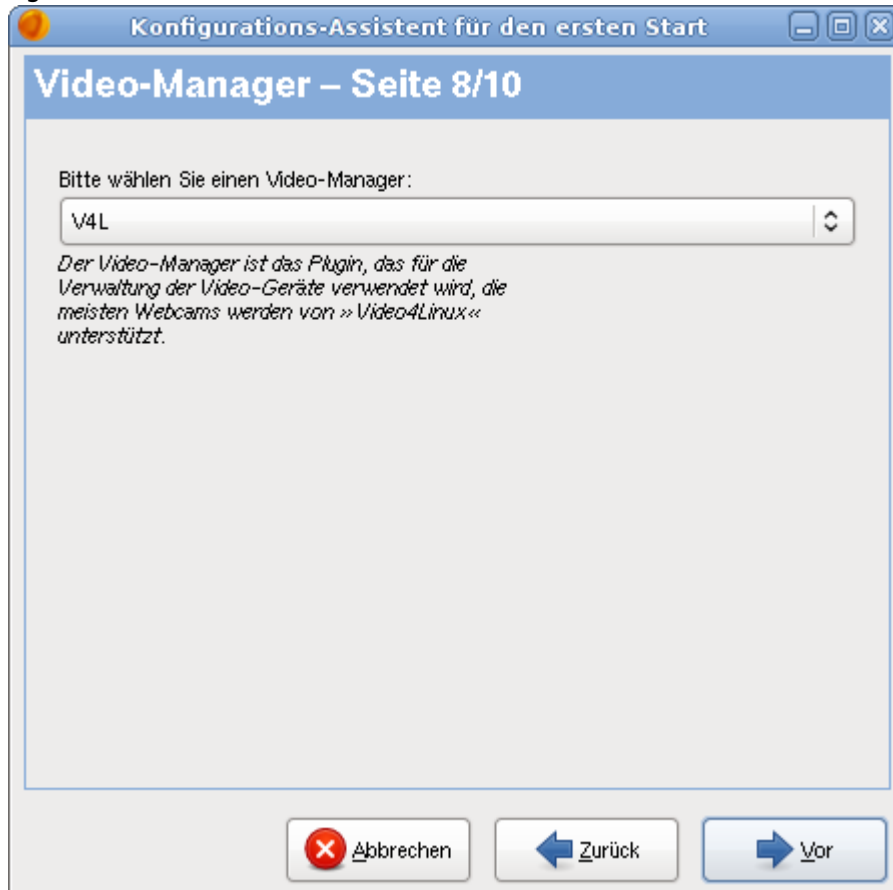 Konfigurations-Assistent für den ersten Start
Video-Manager – Seite 8/10
Bitte wählen Sie einen Video-Manager:
V4L
Der Video-Manager ist das Plugin, das für die
Verwaltung der Video-Geräte verwendet wird, die
meisten Webcams werden von »Video4Linux«
unterstützt.
Abbrechen
Zurück
Vor